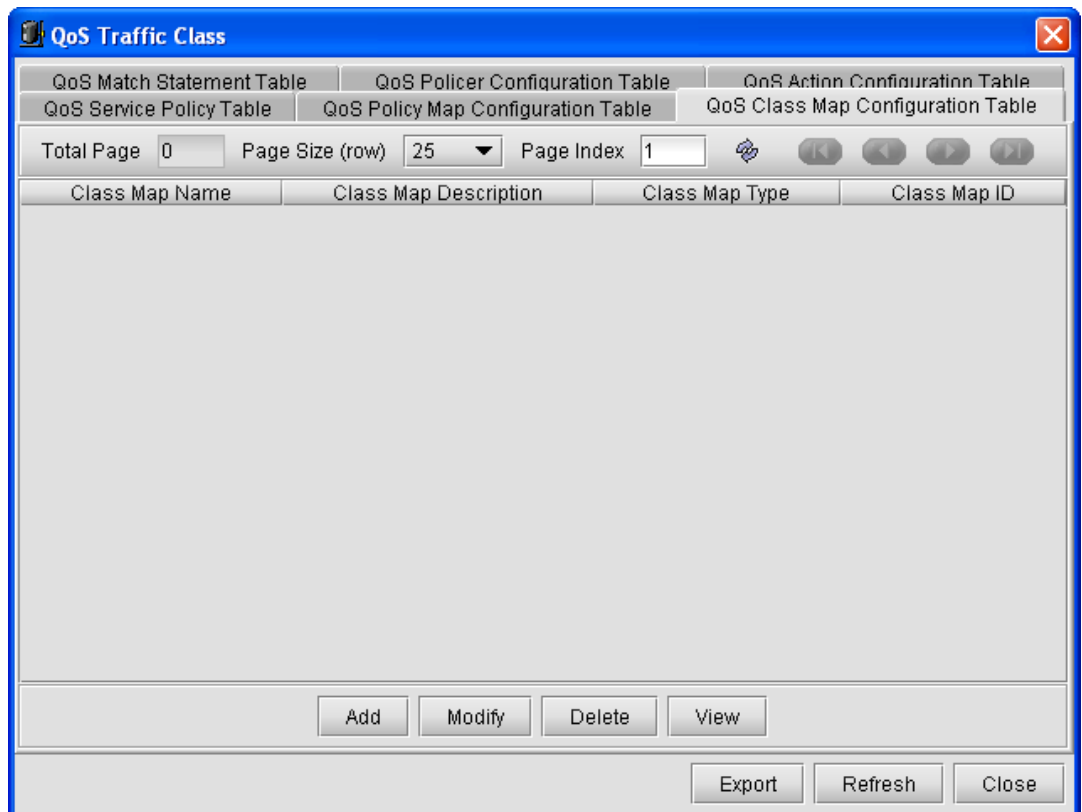 QoS Traffic Class
QoS Match Statement Table QoS Policer Configuration Table QoS Action Configuration Table
QoS Service Policy Table QoS Policy Map Configuration Table QoS Class Map Configuration Table
Total Page 0 Page Size (row) 25 Page Index 1
Class Map Name Class Map Description Class Map Type Class Map ID
Add Modify Delete View
Export Refresh Close